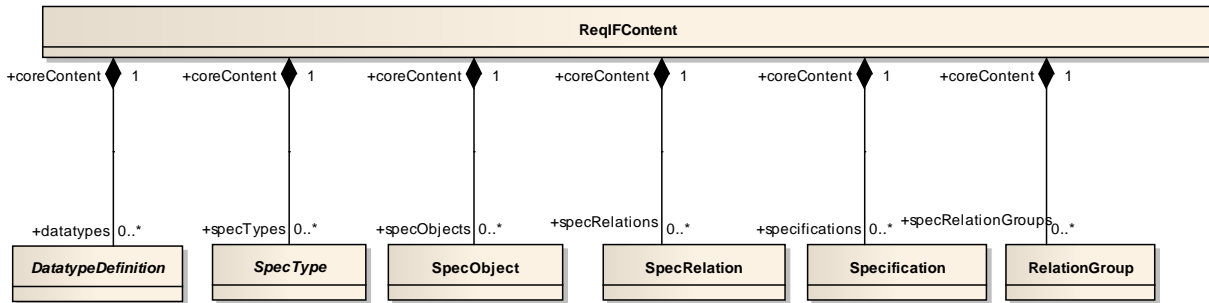 ReqIFContent
+coreContent 1 +coreContent 1 +coreContent 1 +coreContent 1 +coreContent 1 +coreContent 1
+datatypes 0..* +specTypes 0..* +specObjects 0..* +specRelations 0..* +specifications 0..* +specRelationGroups 0..*
DatatypeDefinition SpecType SpecObject SpecRelation Specification RelationGroup